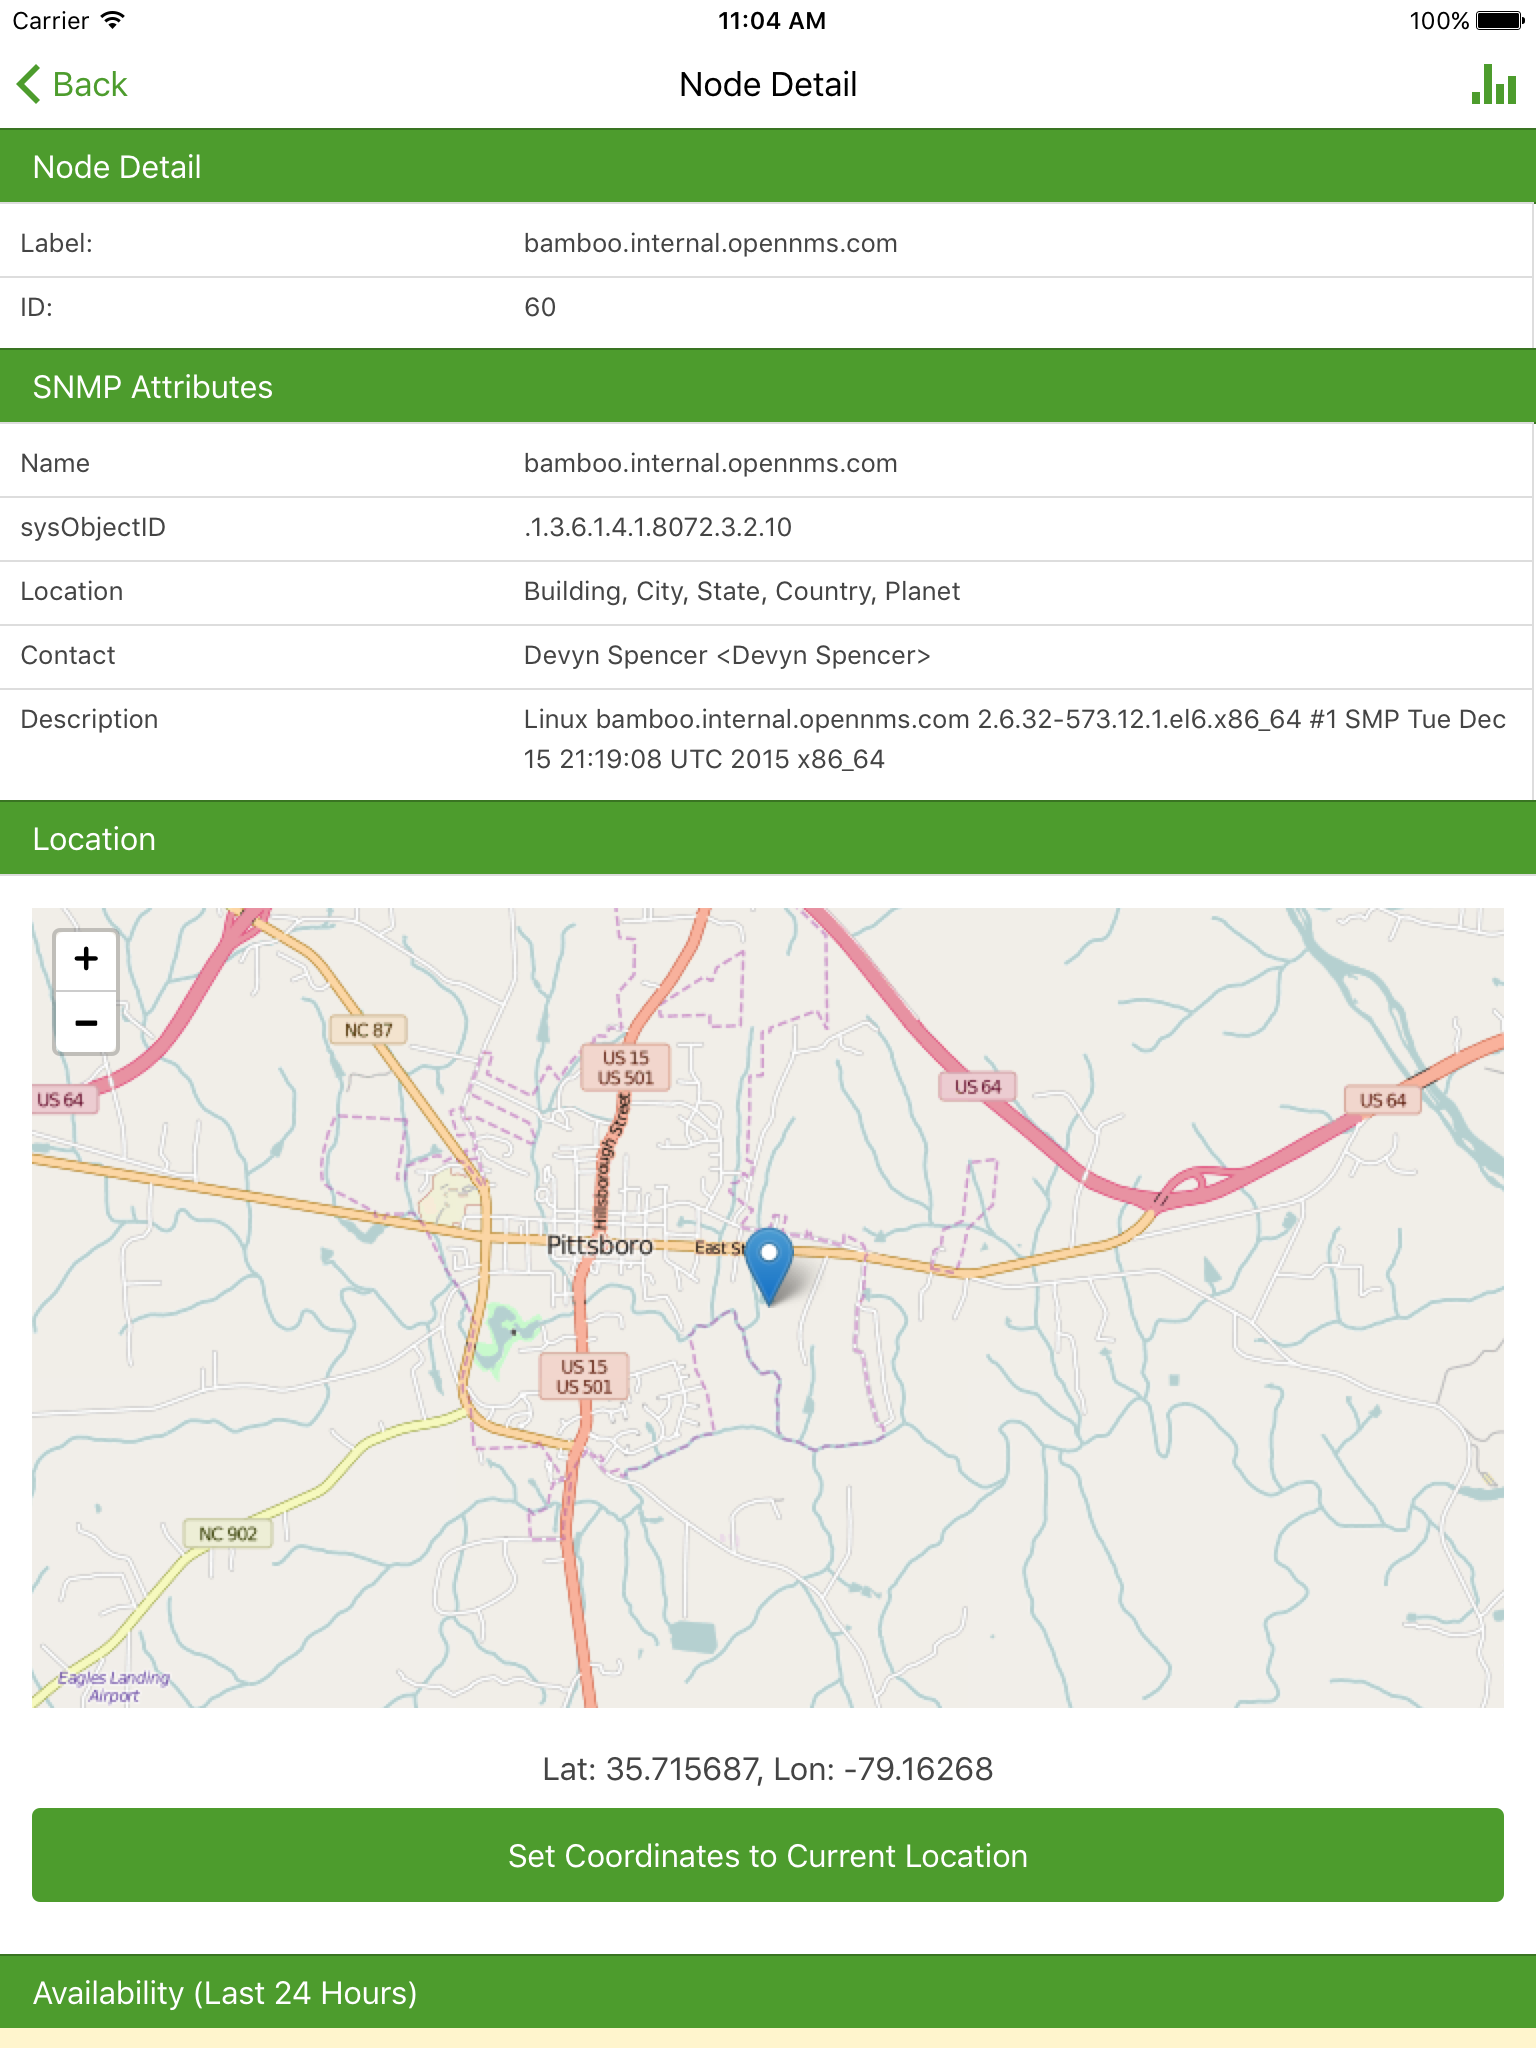 Carrier 11:04 AM 100%
Back Node Detail
Node Detail
Label: bamboo.internal.opennms.com
ID: 60
SNMP Attributes
Name bamboo.internal.opennms.com
sysObjectID .1.3.6.1.4.1.8072.3.2.10
Location Building, City, State, Country, Planet
Contact Devyn Spencer <Devyn Spencer>
Description Linux bamboo.internal.opennms.com 2.6.32-573.12.1.el6.x86_64 #1 SMP Tue Dec
15 21:19:08 UTC 2015 x86_64
Location
+
−
NC 87
US 15
US 501
US 64
US 64
US 64
Hillsborough Street
Pittsboro
East St
US 15
US 501
NC 902
Eagles Landing
Airport
Lat: 35.715687, Lon: -79.16268
Set Coordinates to Current Location
Availability (Last 24 Hours)